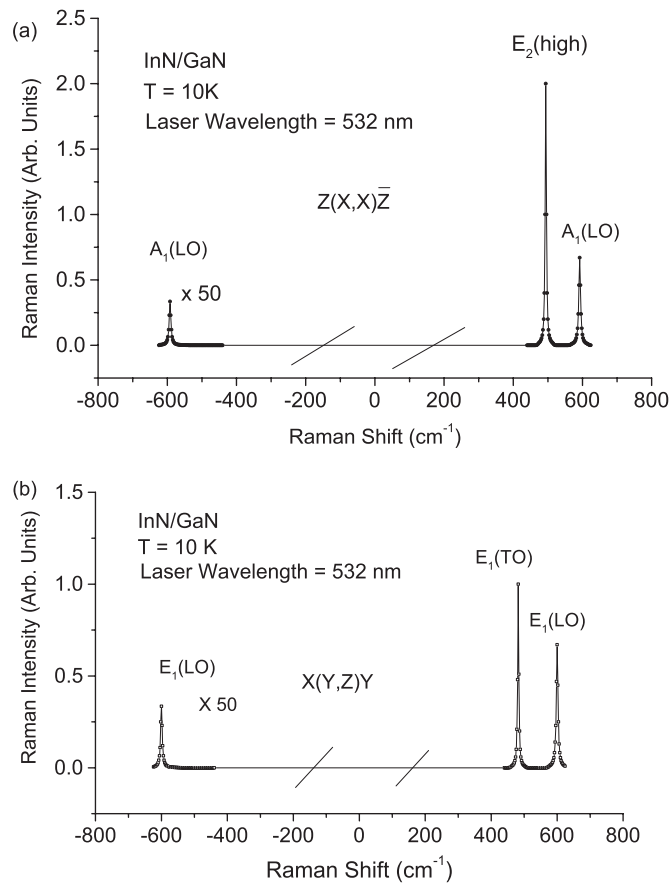 (a)
2.5
2.0
1.5
1.0
0.5
0.0
Raman Intensity (Arb. Units)
InN/GaN
T = 10K
Laser Wavelength = 532 nm
E₂(high)
Z(X,X)Z̅
A₁(LO)
x 50
A₁(LO)
-800 -600 -400 -200 0 200 400 600 800
Raman Shift (cm⁻¹)
(b)
1.5
1.0
0.5
0.0
Raman Intensity (Arb. Units)
InN/GaN
T = 10 K
Laser Wavelength = 532 nm
E₁(TO)
E₁(LO)
E₁(LO)
X 50
X(Y,Z)Y
-800 -600 -400 -200 0 200 400 600 800
Raman Shift (cm⁻¹)